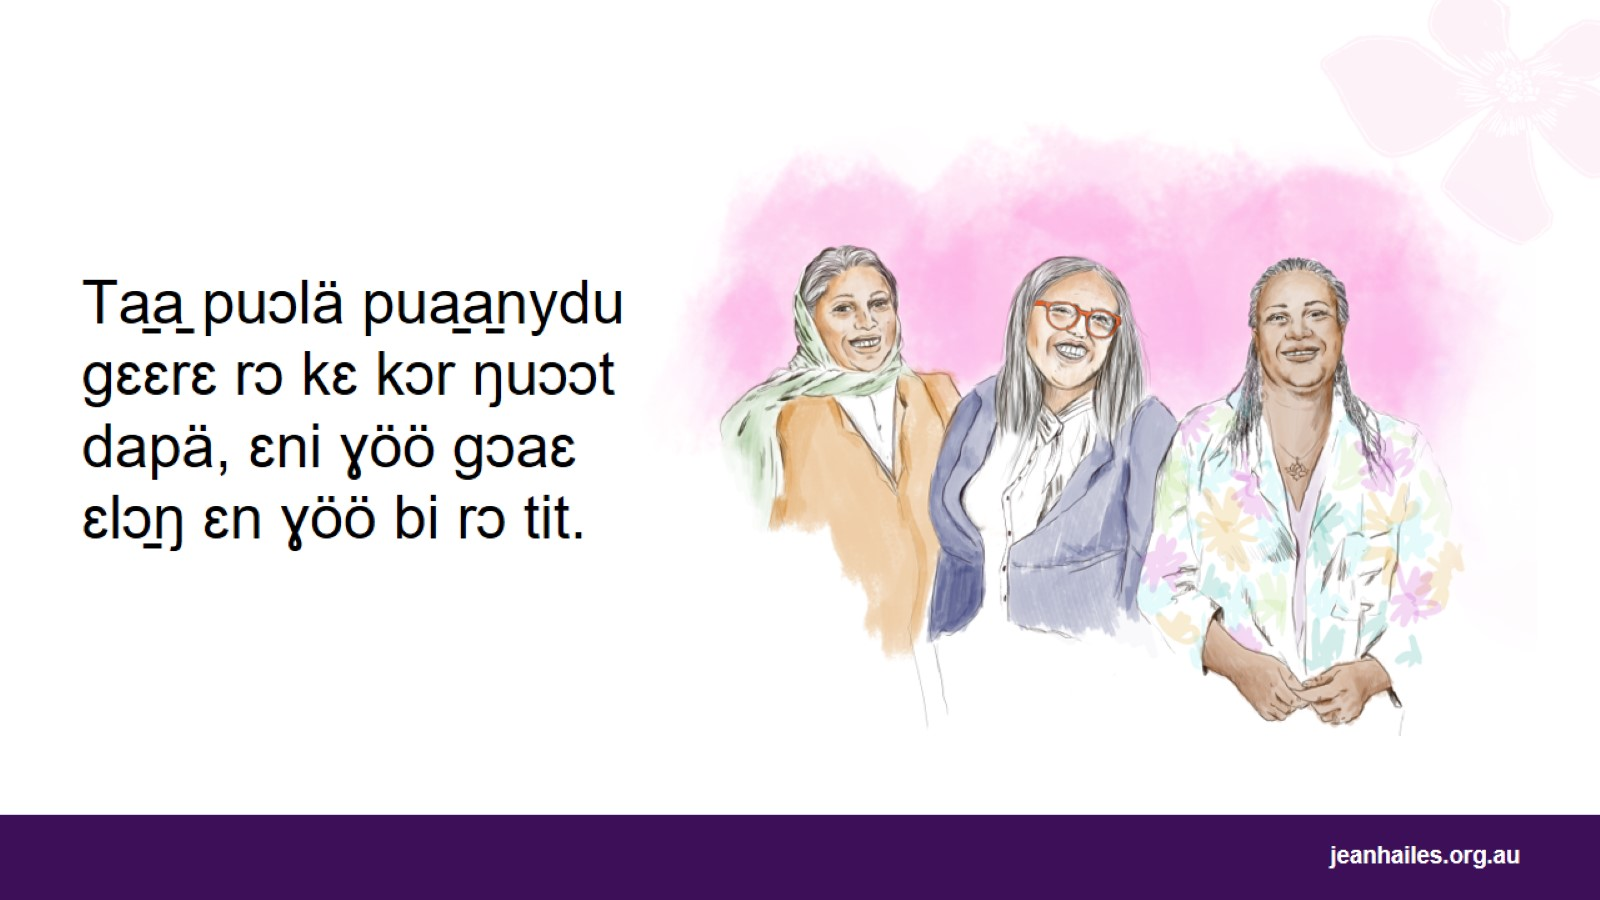 Ta̱a̱ puɔlä pua̱a̱nydu
gɛɛrɛ rɔ kɛ kɔr ŋuɔɔt
dapä, ɛni ɣöö gɔaɛ
ɛlɔ̱ŋ ɛn ɣöö bi rɔ tit.
jeanhailes.org.au